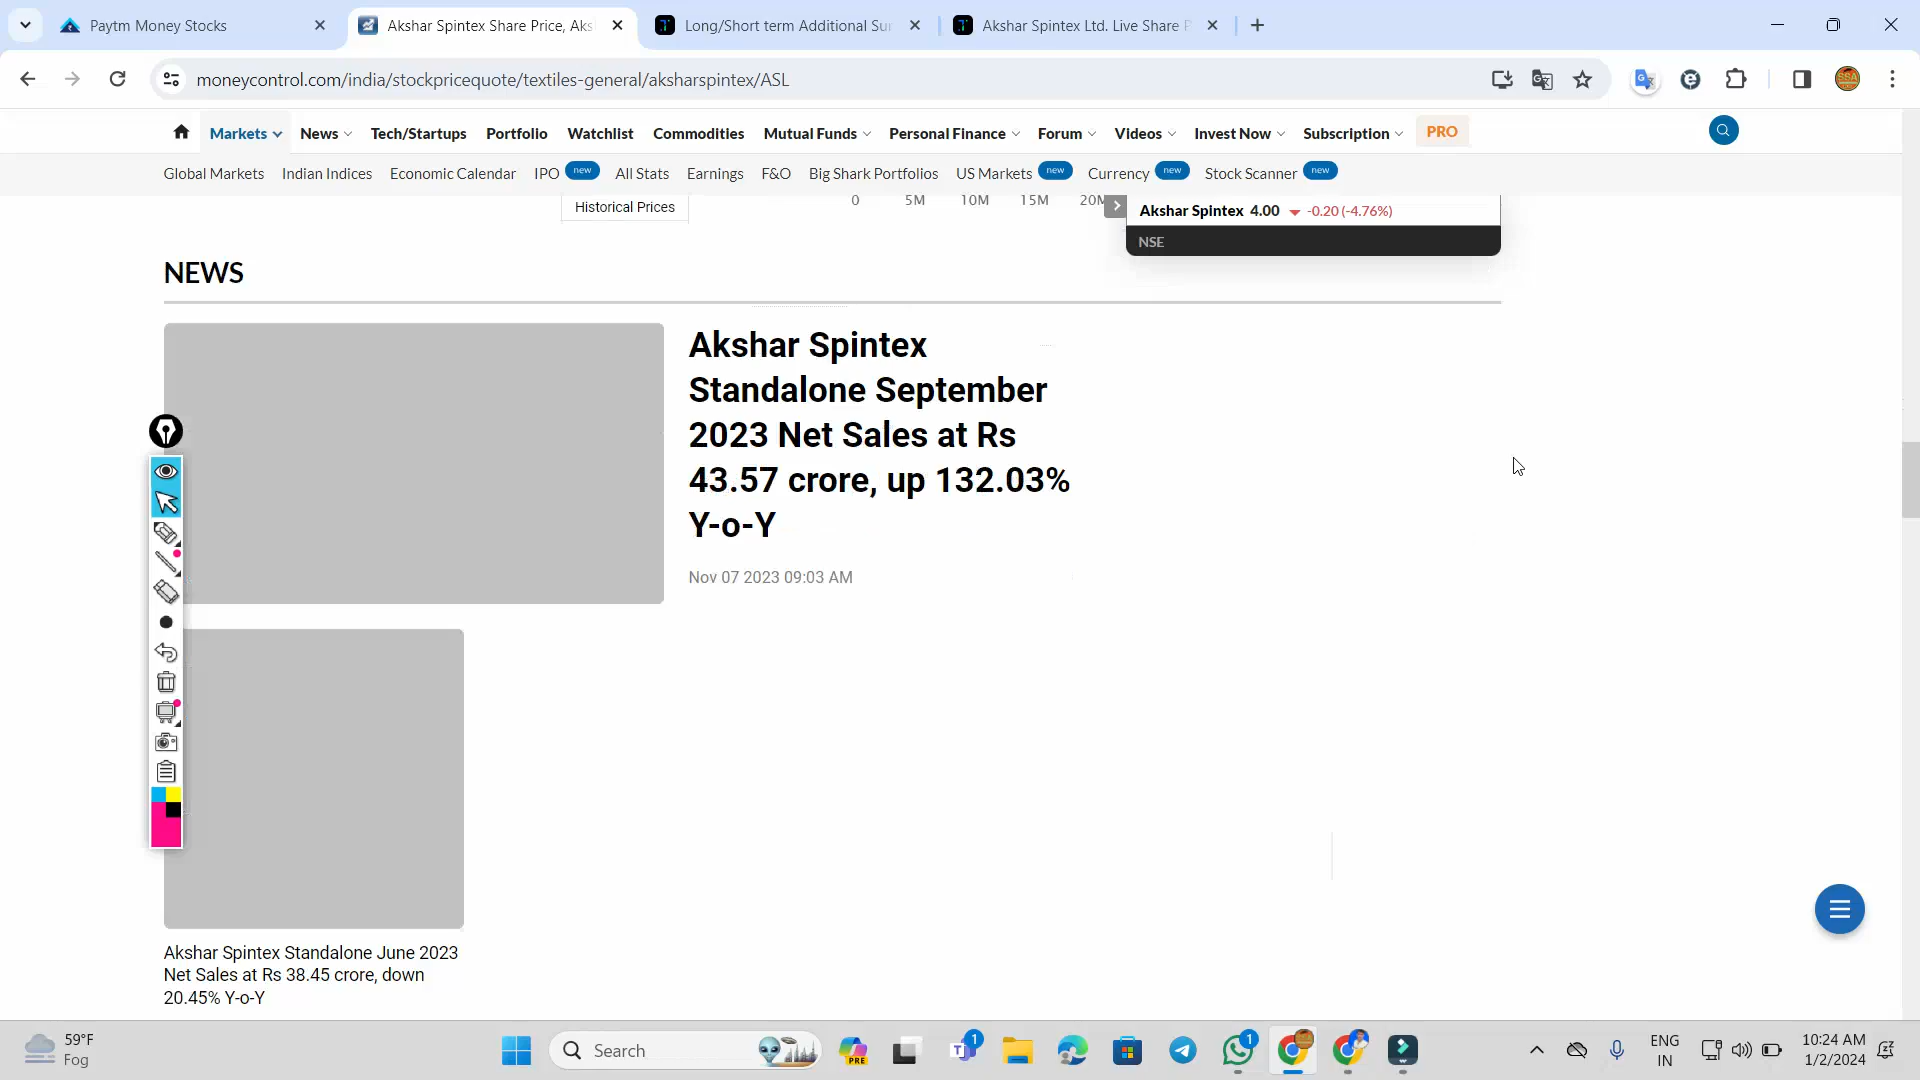 Paytm Money Stocks
Akshar Spintex Share Price, Aks
Long/Short term Additional Sur
Akshar Spintex Ltd. Live Share P
moneycontrol.com/india/stockpricequote/textiles-general/aksharspintex/ASL
Markets News Tech/Startups Portfolio Watchlist Commodities Mutual Funds Personal Finance Forum Videos Invest Now Subscription PRO
Global Markets Indian Indices Economic Calendar IPO new All Stats Earnings F&O Big Shark Portfolios US Markets new Currency new Stock Scanner new
Historical Prices
0 5M 10M 15M 20M
Akshar Spintex 4.00 -0.20 (-4.76%)
NSE
NEWS
Akshar Spintex
Standalone September
2023 Net Sales at Rs
43.57 crore, up 132.03%
Y-o-Y
Nov 07 2023 09:03 AM
Akshar Spintex Standalone June 2023
Net Sales at Rs 38.45 crore, down
20.45% Y-o-Y
59°F
Fog
Search
PRE
1
1
ENG
IN
10:24 AM
1/2/2024